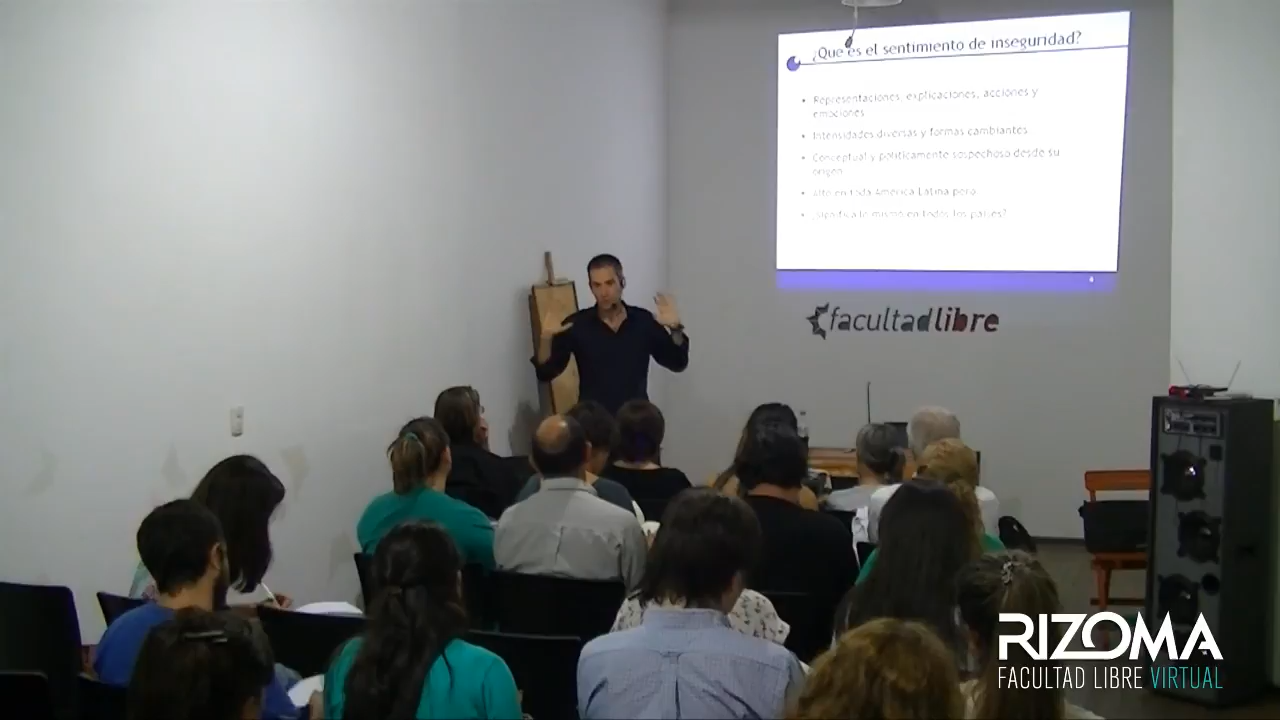 ¿Que es el sentimiento de inseguridad?
• Representaciones, explicaciones, acciones y
emociones
• Intensidades diversas y formas cambiantes
• Conceptual y políticamente sospechoso desde su
origen
• Alto en toda América Latina pero
• ¿Significa lo mismo en todos los países?
4
facultadlibre
RIZOMA
FACULTAD LIBRE VIRTUAL